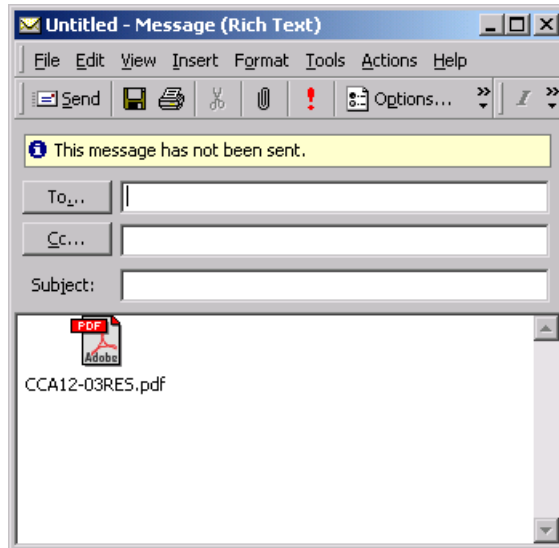 Untitled - Message (Rich Text)
File Edit View Insert Format Tools Actions Help
Send Options...
This message has not been sent.
To...
Cc...
Subject:
PDF
Adobe
CCA12-03RES.pdf